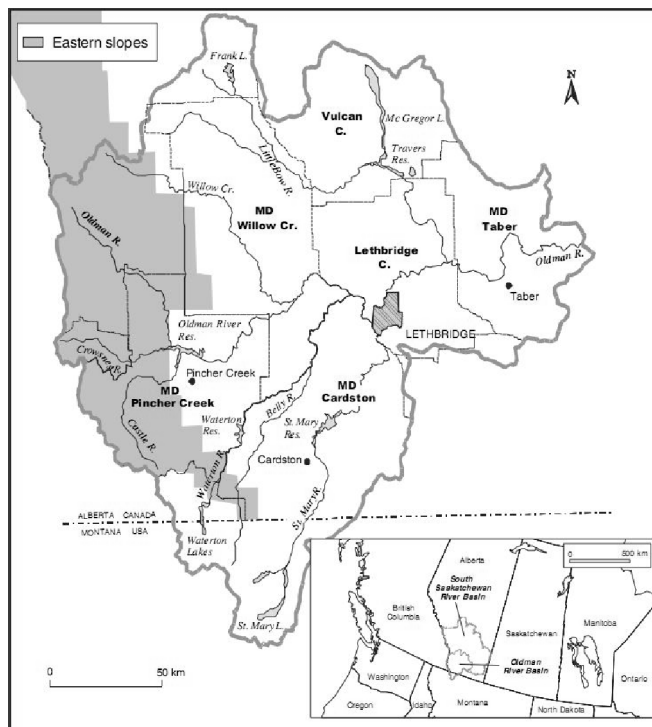 Eastern slopes
Frank L.
N
Vulcan
C.
Mc Gregor L.
Travers
Res.
LittleBow R.
Willow Cr.
MD
Willow Cr.
MD
Taber
Oldman R.
Lethbridge
C.
Oldman R.
Taber
Oldman River
Res.
LETHBRIDGE
Crowsnest R.
Pincher Creek
MD
Pincher Creek
MD
Cardston
Belly R.
Castle R.
Waterton
Res.
St. Mary
Res.
Cardston
Waterton R.
St. Mary R.
ALBERTA CANADA
MONTANA USA
Waterton
Lakes
St. Mary L.
0 50 km
0 500 km
Alberta
South
Saskatchewan
River Basin
British
Columbia
Saskatchewan
Manitoba
Ontario
Oldman
River Basin
Washington
Oregon
Idaho
Montana
North Dakota